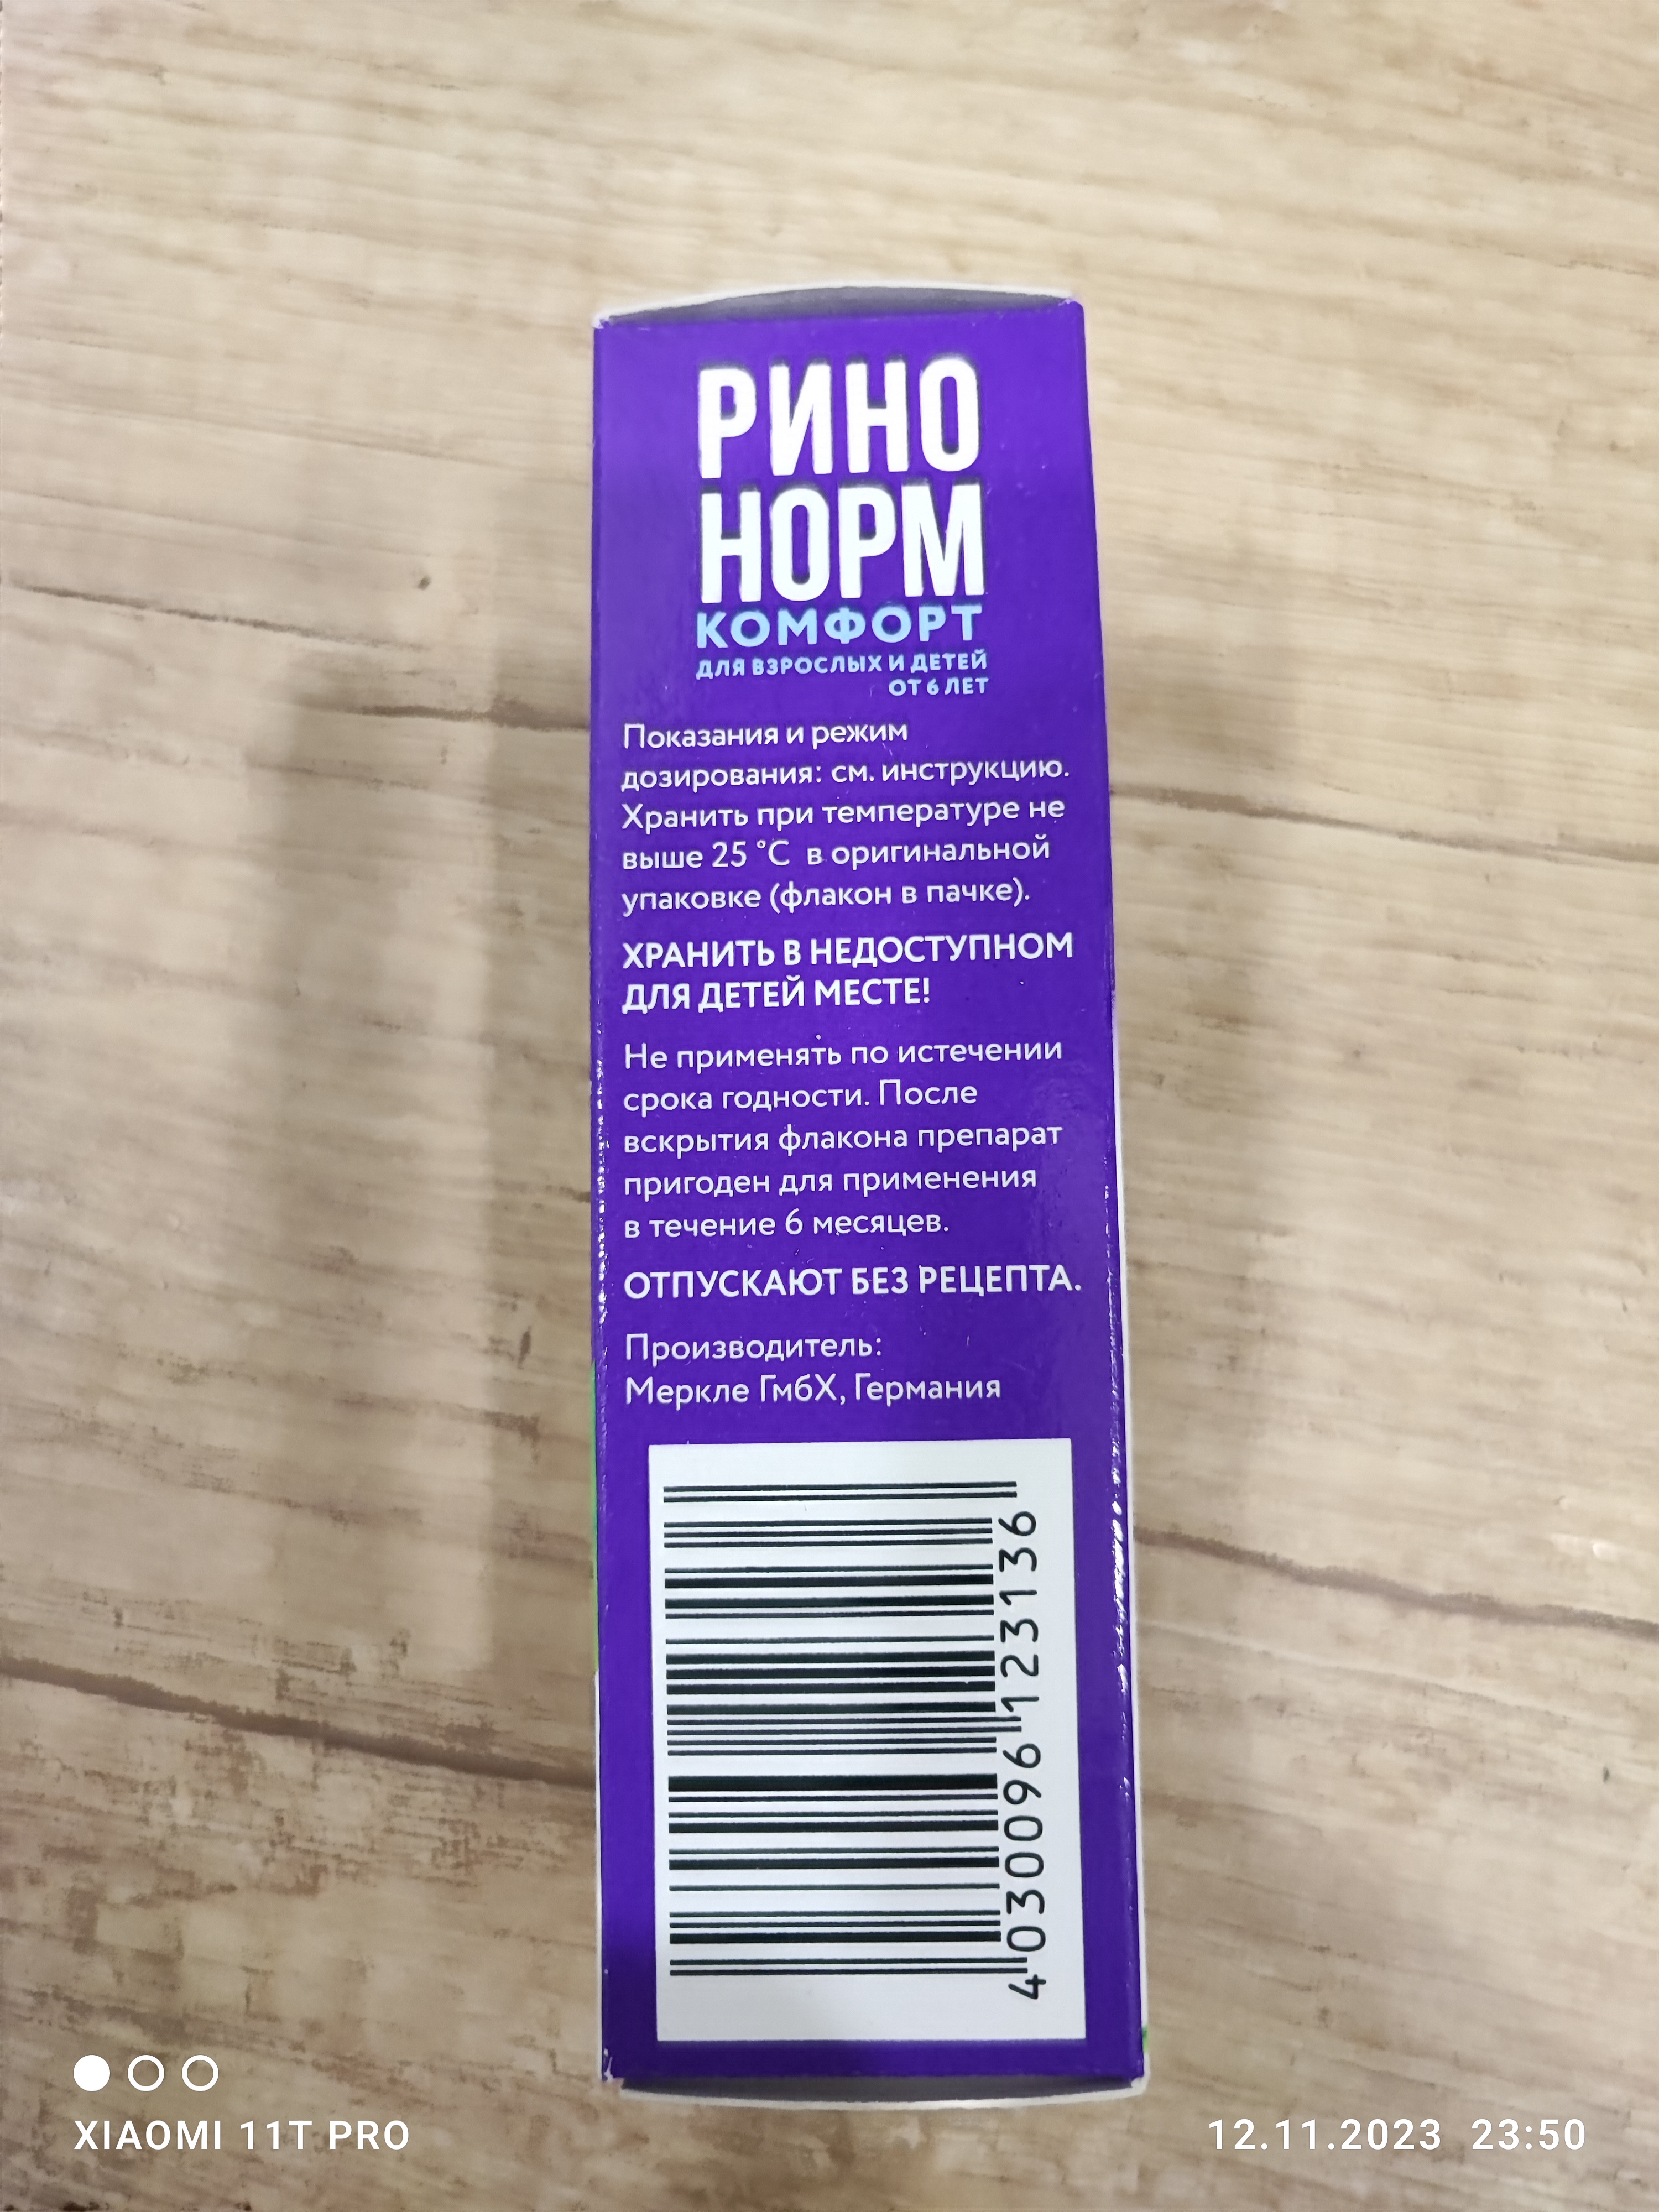 РИНО
НОРМ
КОМФОРТ
ДЛЯ ВЗРОСЛЫХ И ДЕТЕЙ
ОТ 6 ЛЕТ
Показания и режим
дозирования: см. инструкцию.
Хранить при температуре не
выше 25 °С в оригинальной
упаковке (флакон в пачке).
ХРАНИТЬ В НЕДОСТУПНОМ
ДЛЯ ДЕТЕЙ МЕСТЕ!
Не применять по истечении
срока годности. После
вскрытия флакона препарат
пригоден для применения
в течение 6 месяцев.
ОТПУСКАЮТ БЕЗ РЕЦЕПТА.
Производитель:
Меркле ГмбХ, Германия
4 030096 123136
XIAOMI 11T PRO
12.11.2023 23:50